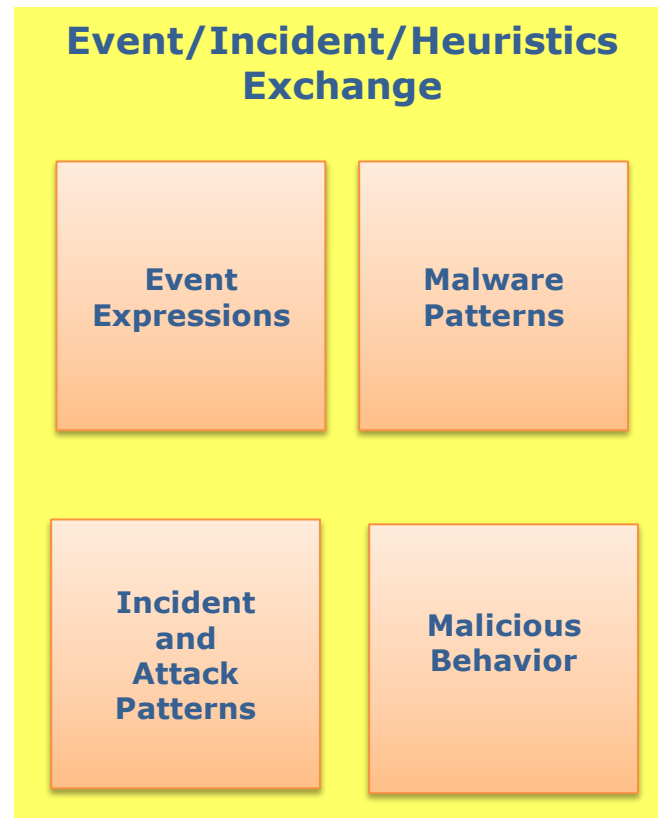 Event/Incident/Heuristics
Exchange
Event
Expressions
Malware
Patterns
Incident
and
Attack
Patterns
Malicious
Behavior